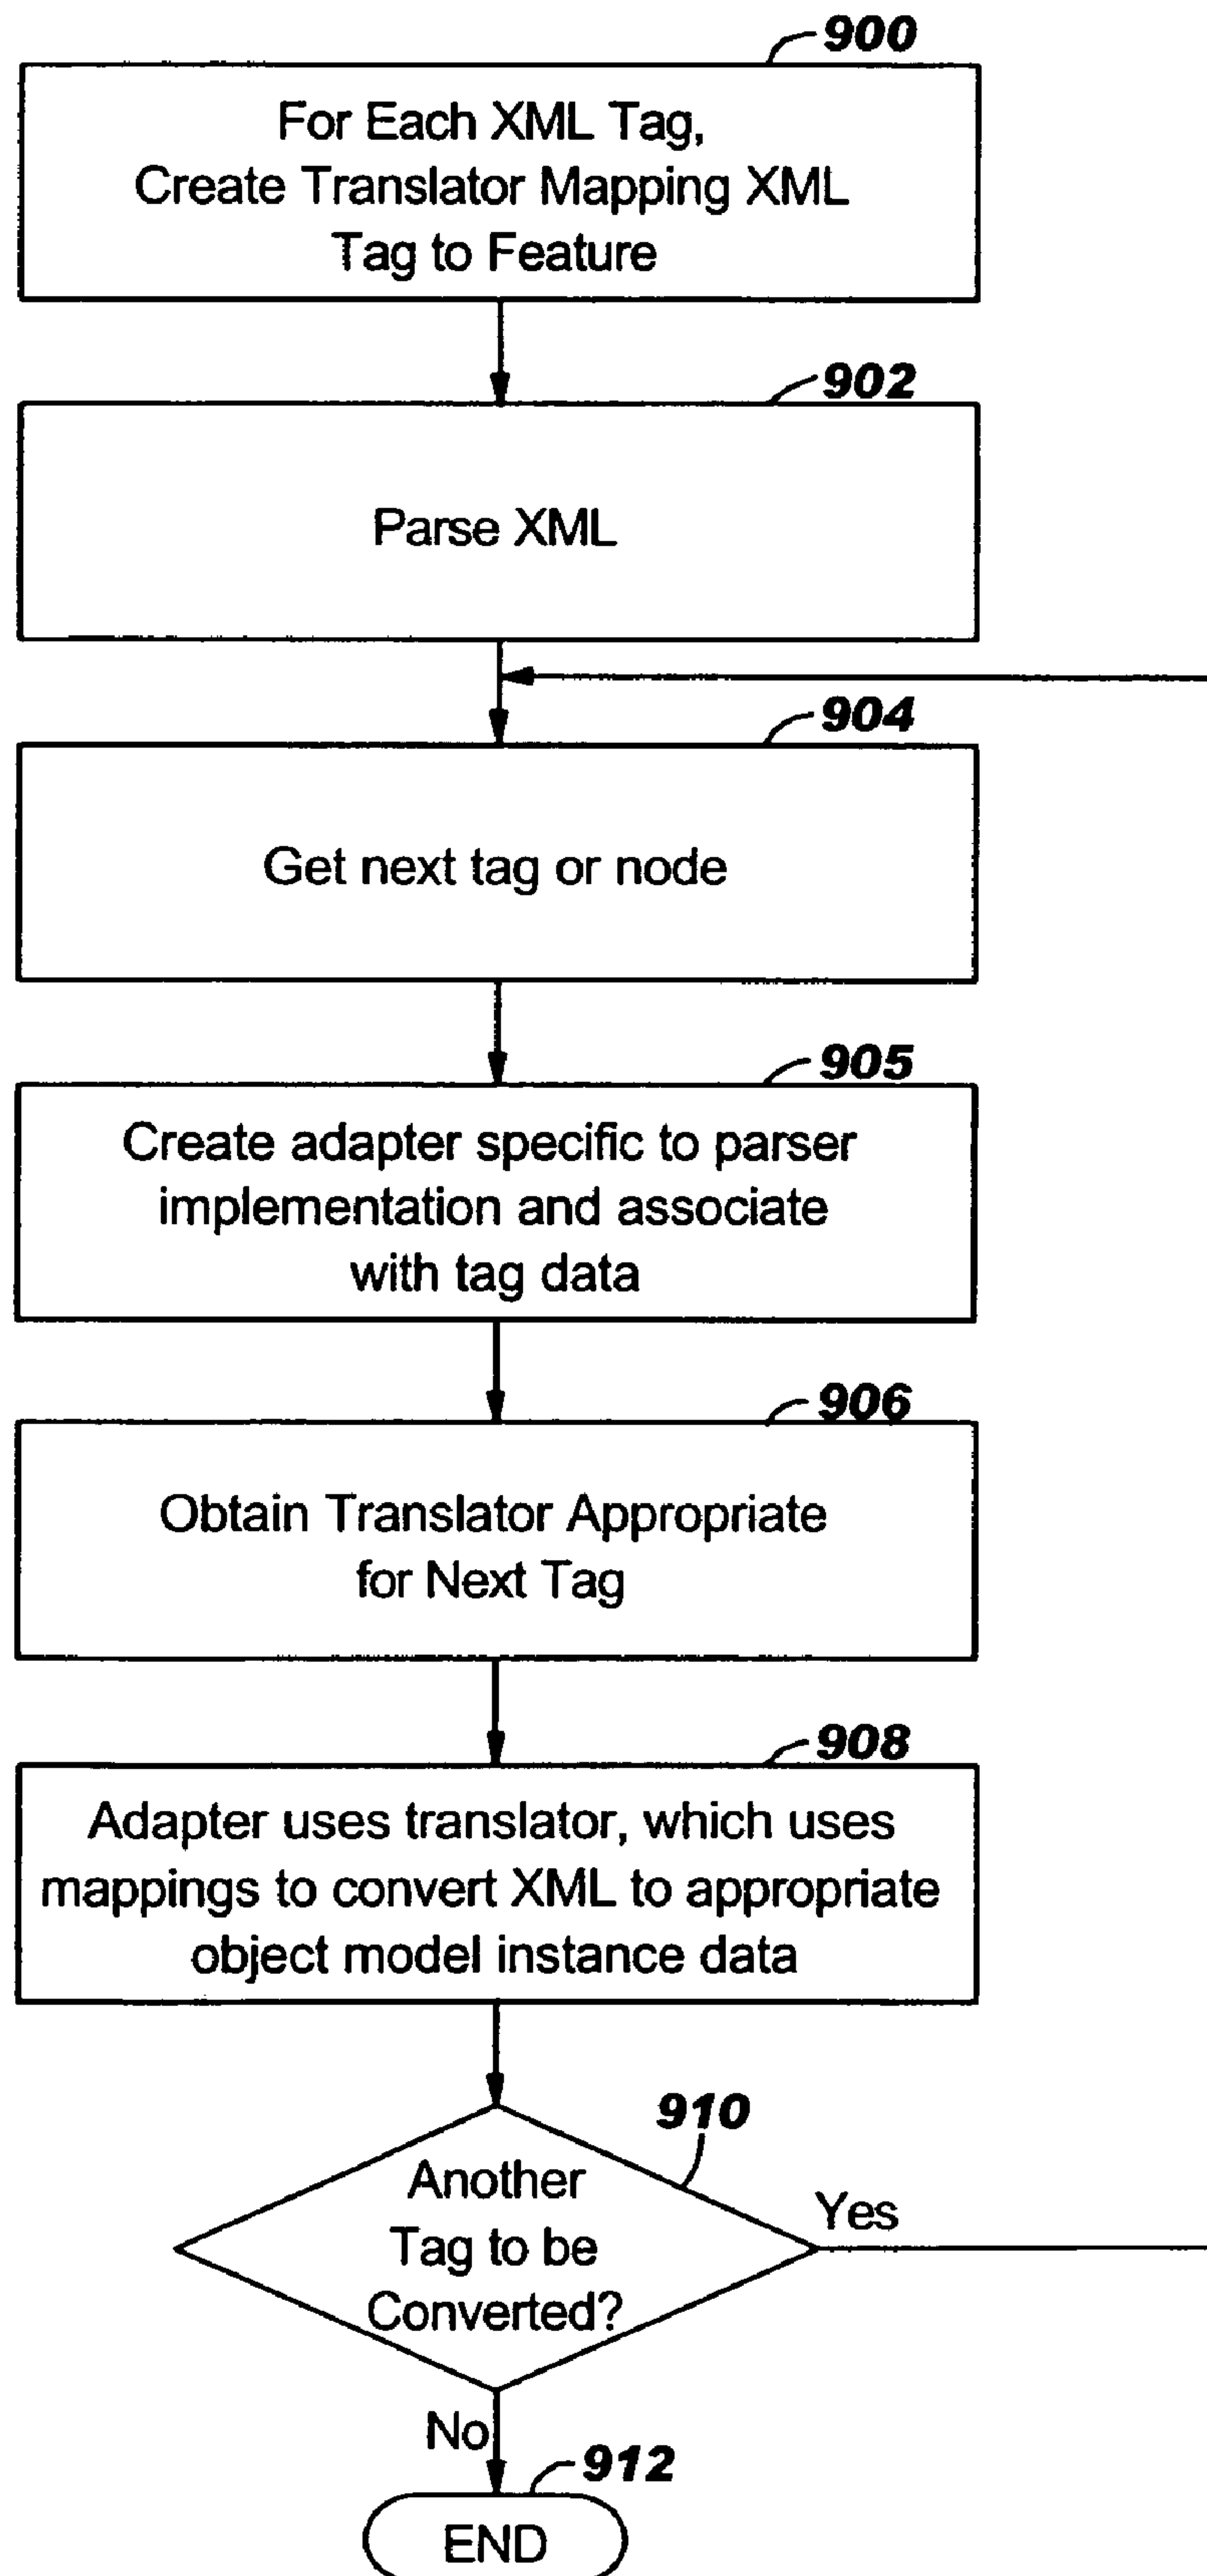 900
For Each XML Tag,
Create Translator Mapping XML
Tag to Feature
902
Parse XML
904
Get next tag or node
905
Create adapter specific to parser
implementation and associate
with tag data
906
Obtain Translator Appropriate
for Next Tag
908
Adapter uses translator, which uses
mappings to convert XML to appropriate
object model instance data
910
Another
Tag to be
Converted?
Yes
No
912
END